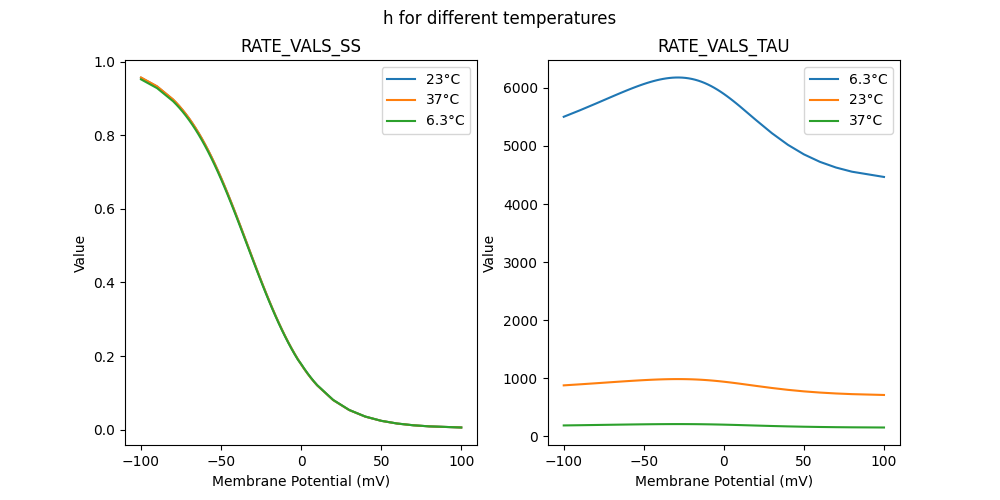 h for different temperatures
RATE_VALS_SS
1.0
0.8
0.6
0.4
0.2
0.0
Value
−100
−50
0
50
100
Membrane Potential (mV)
23°C
37°C
6.3°C
RATE_VALS_TAU
6000
5000
4000
3000
2000
1000
0
Value
−100
−50
0
50
100
Membrane Potential (mV)
6.3°C
23°C
37°C